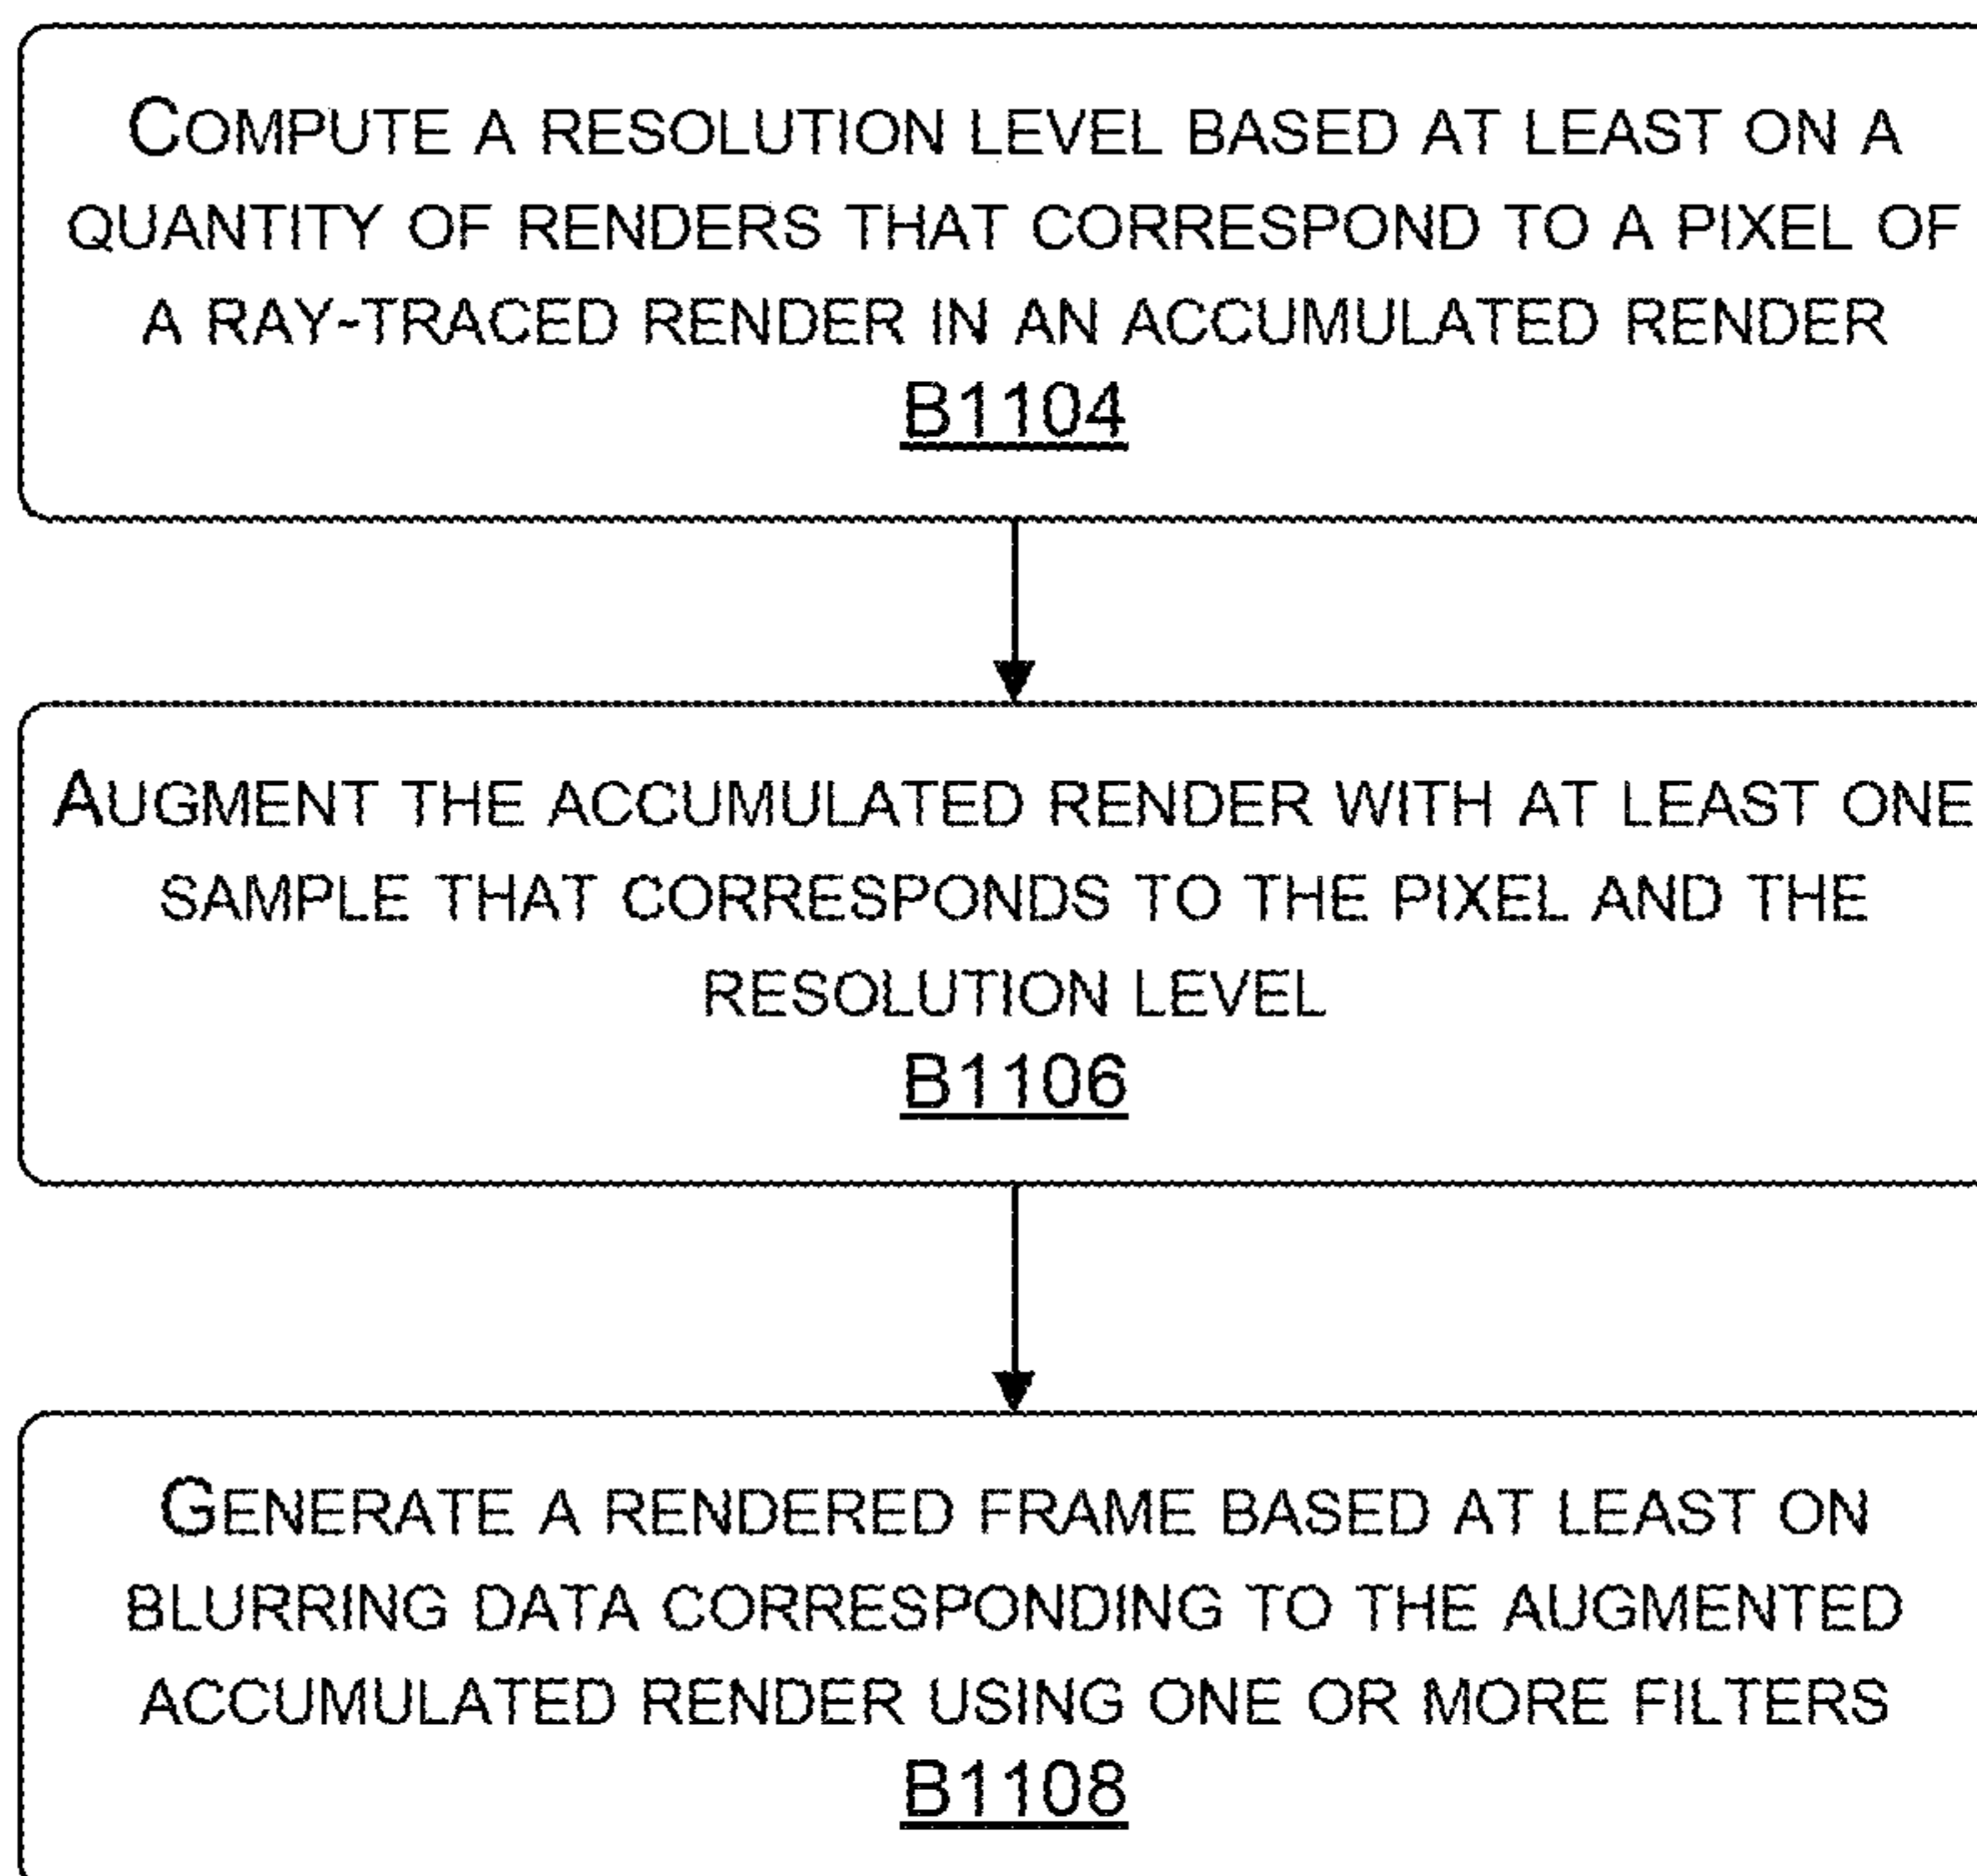 COMPUTE A RESOLUTION LEVEL BASED AT LEAST ON A
QUANTITY OF RENDERS THAT CORRESPOND TO A PIXEL OF
A RAY-TRACED RENDER IN AN ACCUMULATED RENDER
B1104
AUGMENT THE ACCUMULATED RENDER WITH AT LEAST ONE
SAMPLE THAT CORRESPONDS TO THE PIXEL AND THE
RESOLUTION LEVEL
B1106
GENERATE A RENDERED FRAME BASED AT LEAST ON
BLURRING DATA CORRESPONDING TO THE AUGMENTED
ACCUMULATED RENDER USING ONE OR MORE FILTERS
B1108